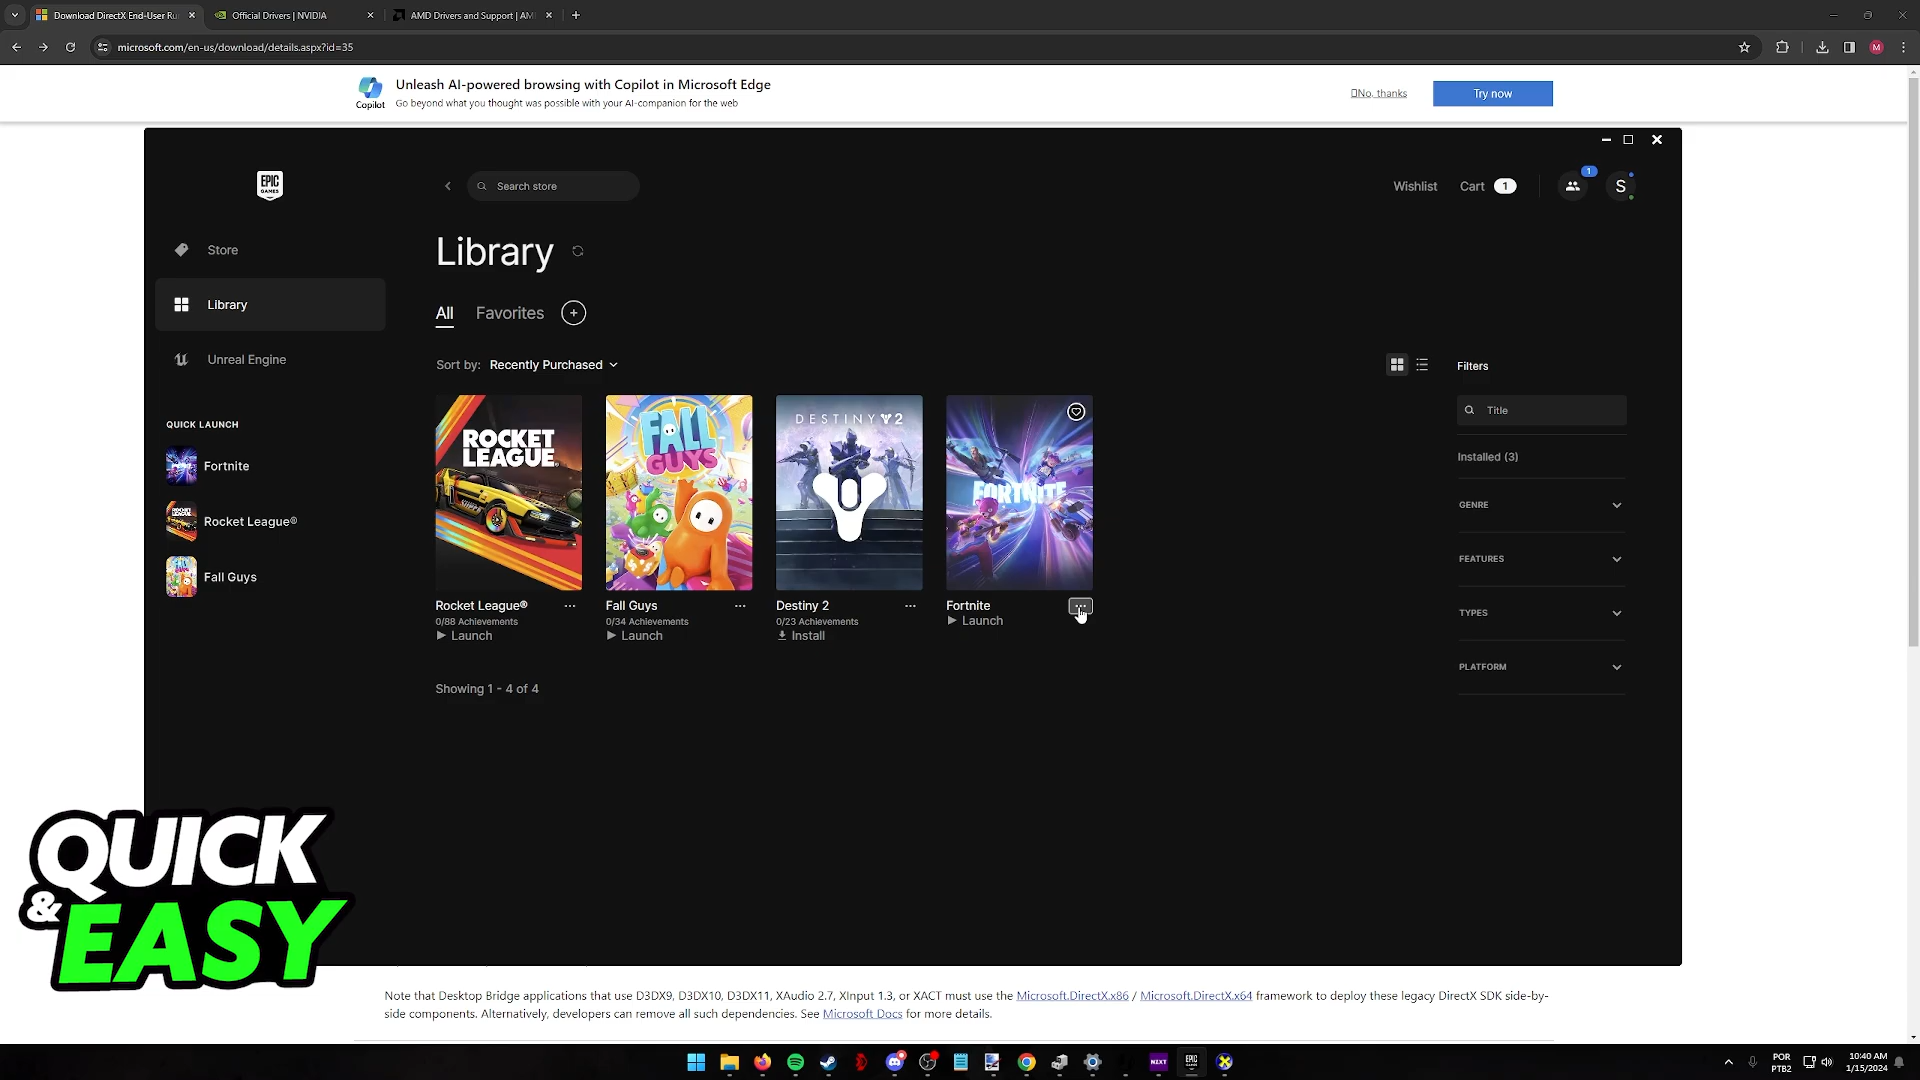 Download DirectX End-User Ru
Official Drivers | NVIDIA
AMD Drivers and Support | AM
microsoft.com/en-us/download/details.aspx?id=35
M
Unleash AI-powered browsing with Copilot in Microsoft Edge
Go beyond what you thought was possible with your AI-companion for the web
Copilot
No, thanks
Try now
EPIC
GAMES
Search store
Wishlist
Cart 1
1
S
Store
Library
Unreal Engine
QUICK LAUNCH
Fortnite
Rocket League®
Fall Guys
Library
All
Favorites
Sort by: Recently Purchased
Filters
Title
Installed (3)
GENRE
FEATURES
TYPES
PLATFORM
ROCKET
LEAGUE
FALL
GUYS
DESTINY 2
FORTNITE
Rocket League®
0/88 Achievements
Launch
Fall Guys
0/34 Achievements
Launch
Destiny 2
0/23 Achievements
Install
Fortnite
Launch
Showing 1 - 4 of 4
QUICK
& EASY
Note that Desktop Bridge applications that use D3DX9, D3DX10, D3DX11, XAudio 2.7, XInput 1.3, or XACT must use the Microsoft.DirectX.x86 / Microsoft.DirectX.x64 framework to deploy these legacy DirectX SDK side-by-
side components. Alternatively, developers can remove all such dependencies. See Microsoft Docs for more details.
NZXT
EPIC
GAMES
POR
PTB2
10:40 AM
1/15/2024